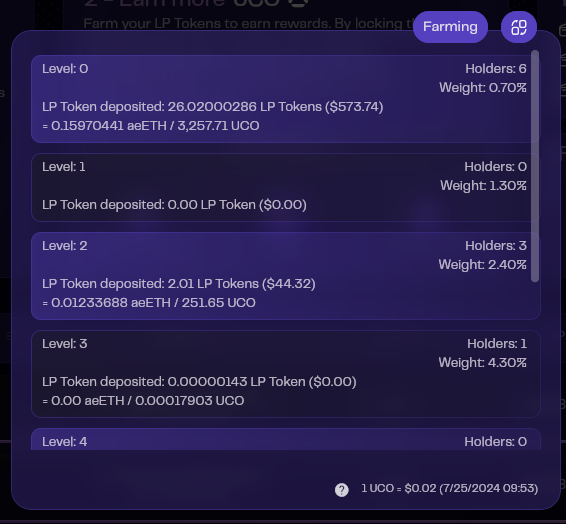 2 - Earn more UCO
Farm your LP Tokens to earn rewards. By locking th
Farming
Level: 0
Holders: 6
Weight: 0.70%
LP Token deposited: 26.02000286 LP Tokens ($573.74)
= 0.15970441 aeETH / 3,257.71 UCO
Level: 1
Holders: 0
Weight: 1.30%
LP Token deposited: 0.00 LP Token ($0.00)
Level: 2
Holders: 3
Weight: 2.40%
LP Token deposited: 2.01 LP Tokens ($44.32)
= 0.01233688 aeETH / 251.65 UCO
Level: 3
Holders: 1
Weight: 4.30%
LP Token deposited: 0.00000143 LP Token ($0.00)
= 0.00 aeETH / 0.00017903 UCO
Level: 4
Holders: 0
? 1 UCO = $0.02 (7/25/2024 09:53)